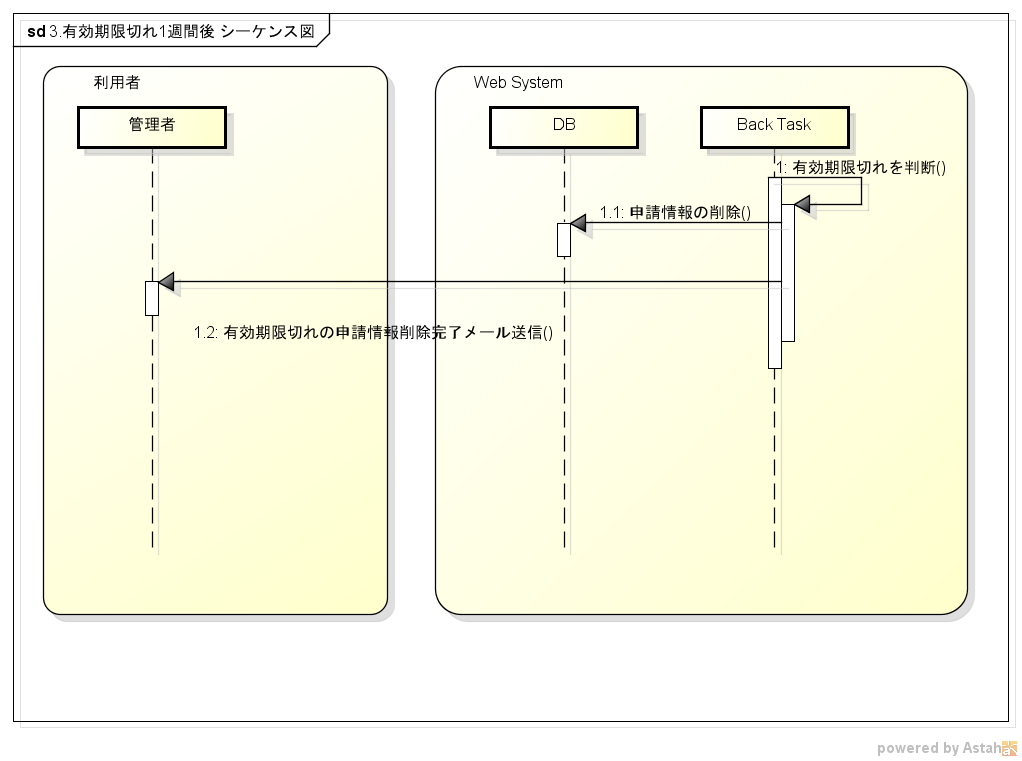 sd 3.有効期限切れ1週間後 シーケンス図
利用者
Web System
管理者
DB
Back Task
1: 有効期限切れを判断()
1.1: 申請情報の削除()
1.2: 有効期限切れの申請情報削除完了メール送信()
powered by Astah